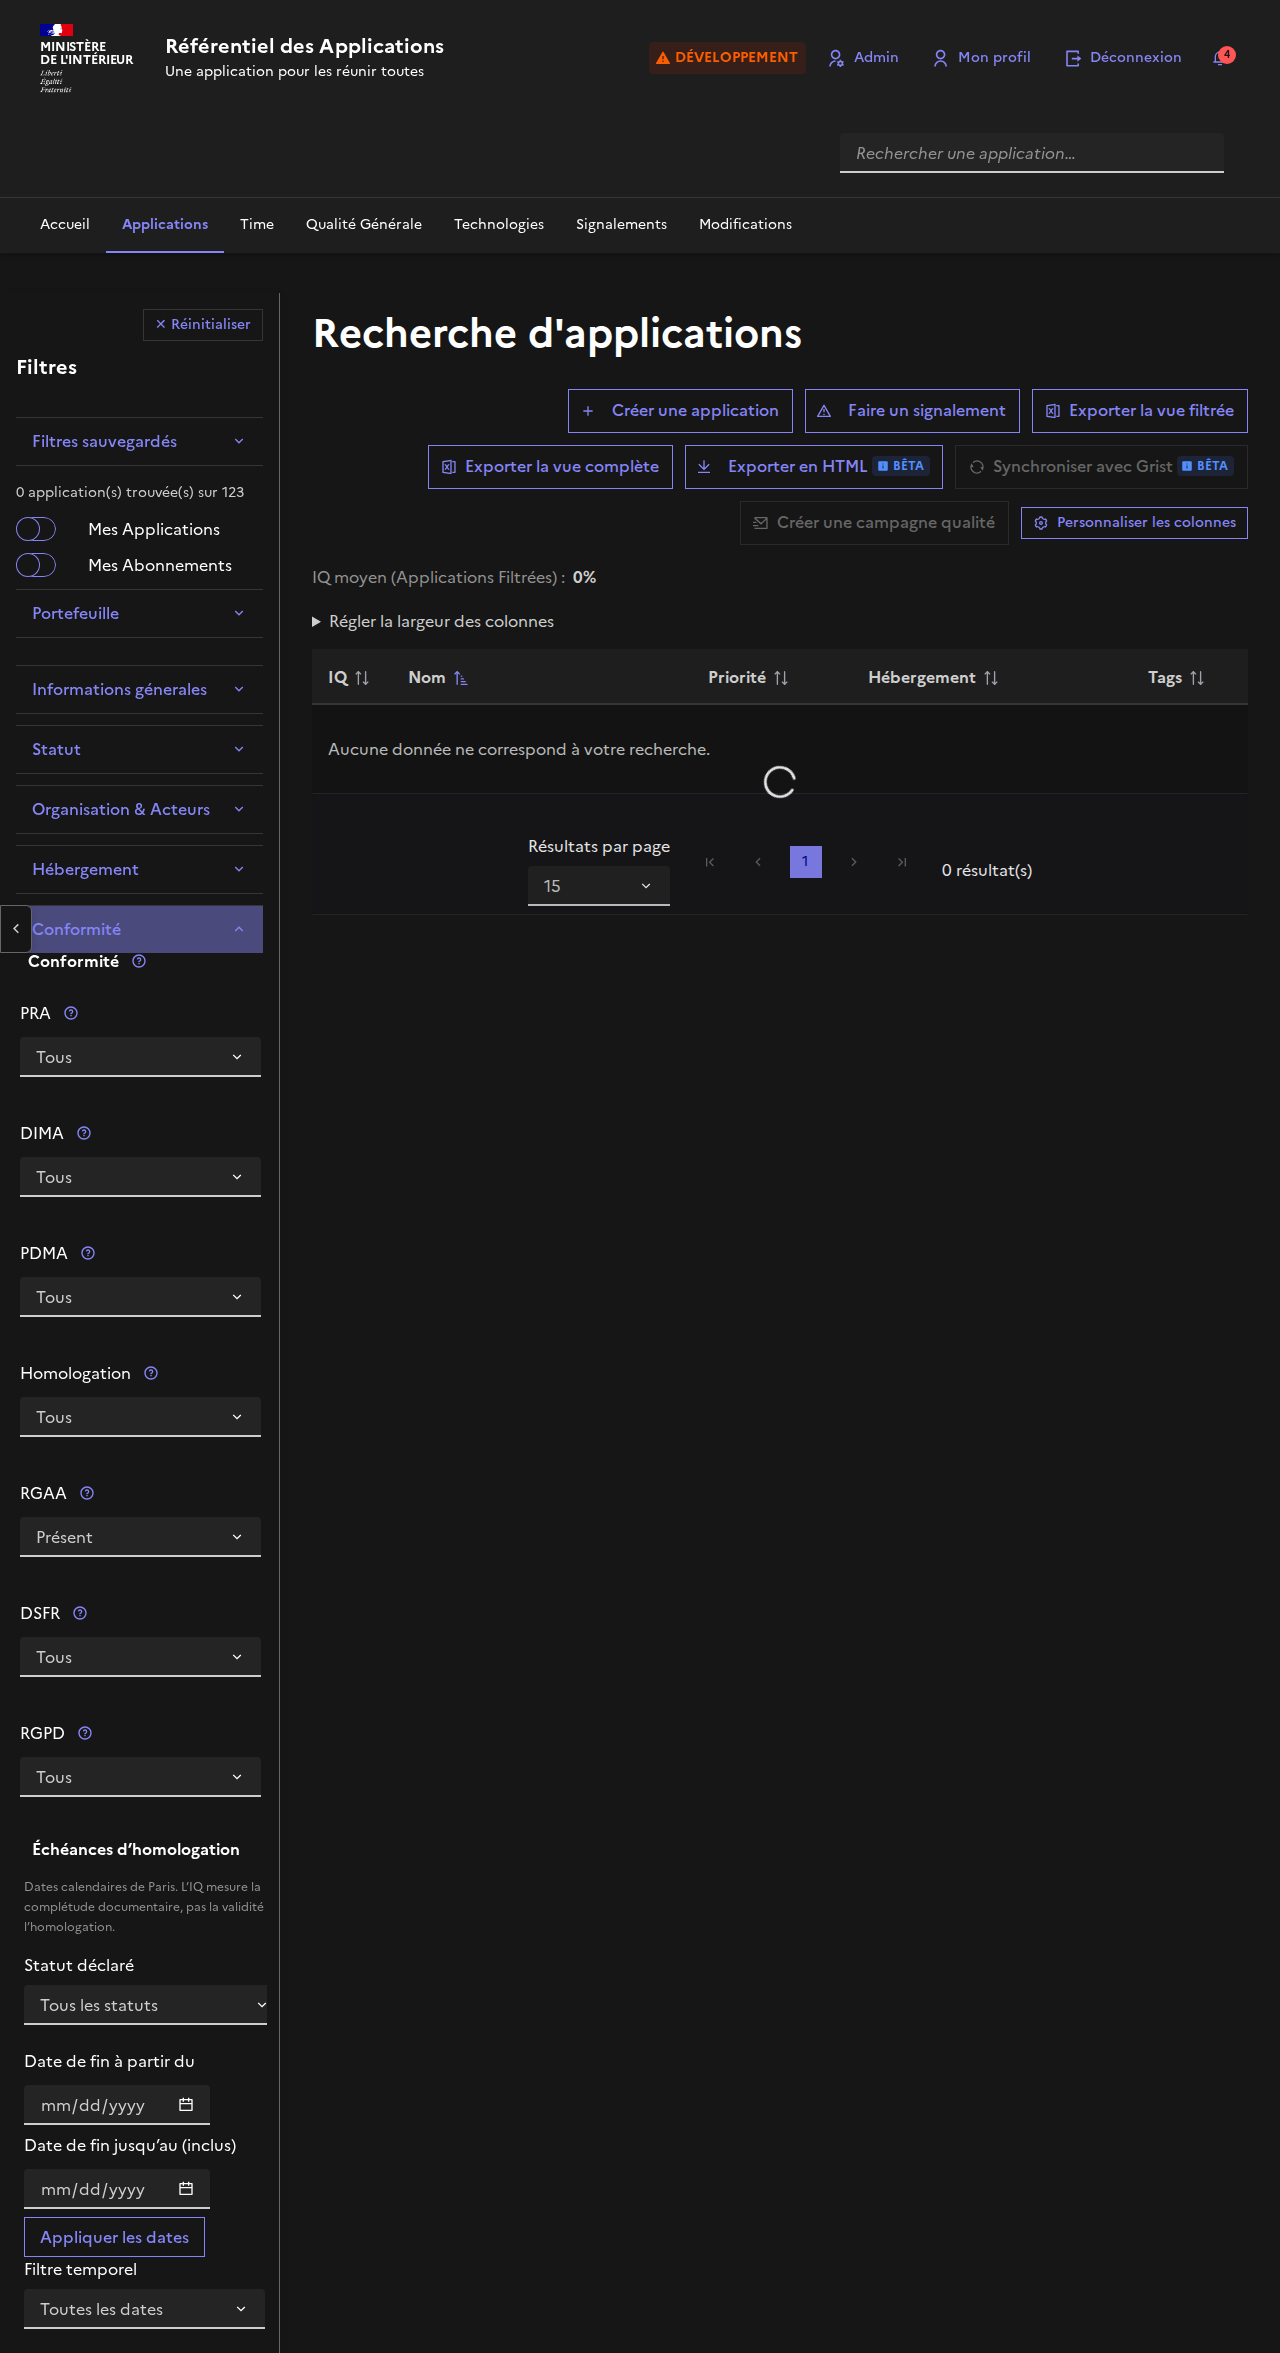 MINISTÈRE
DE L'INTÉRIEUR
Liberté
Égalité
Fraternité
Référentiel des Applications
Une application pour les réunir toutes
DÉVELOPPEMENT
Admin
Mon profil
Déconnexion
4
Rechercher une application...
Accueil
Applications
Time
Qualité Générale
Technologies
Signalements
Modifications
Réinitialiser
Filtres
Filtres sauvegardés
0 application(s) trouvée(s) sur 123
Mes Applications
Mes Abonnements
Portefeuille
Informations génerales
Statut
Organisation & Acteurs
Hébergement
Conformité
Conformité
PRA
Tous
DIMA
Tous
PDMA
Tous
Homologation
Tous
RGAA
Présent
DSFR
Tous
RGPD
Tous
Échéances d’homologation
Dates calendaires de Paris. L’IQ mesure la
complétude documentaire, pas la validité
l’homologation.
Statut déclaré
Tous les statuts
Date de fin à partir du
mm/dd/yyyy
Date de fin jusqu’au (inclus)
mm/dd/yyyy
Appliquer les dates
Filtre temporel
Toutes les dates
Recherche d'applications
Créer une application
Faire un signalement
Exporter la vue filtrée
Exporter la vue complète
Exporter en HTML BÊTA
Synchroniser avec Grist BÊTA
Créer une campagne qualité
Personnaliser les colonnes
IQ moyen (Applications Filtrées) : 0%
Régler la largeur des colonnes
IQ
Nom
Priorité
Hébergement
Tags
Aucune donnée ne correspond à votre recherche.
Résultats par page
15
1
0 résultat(s)